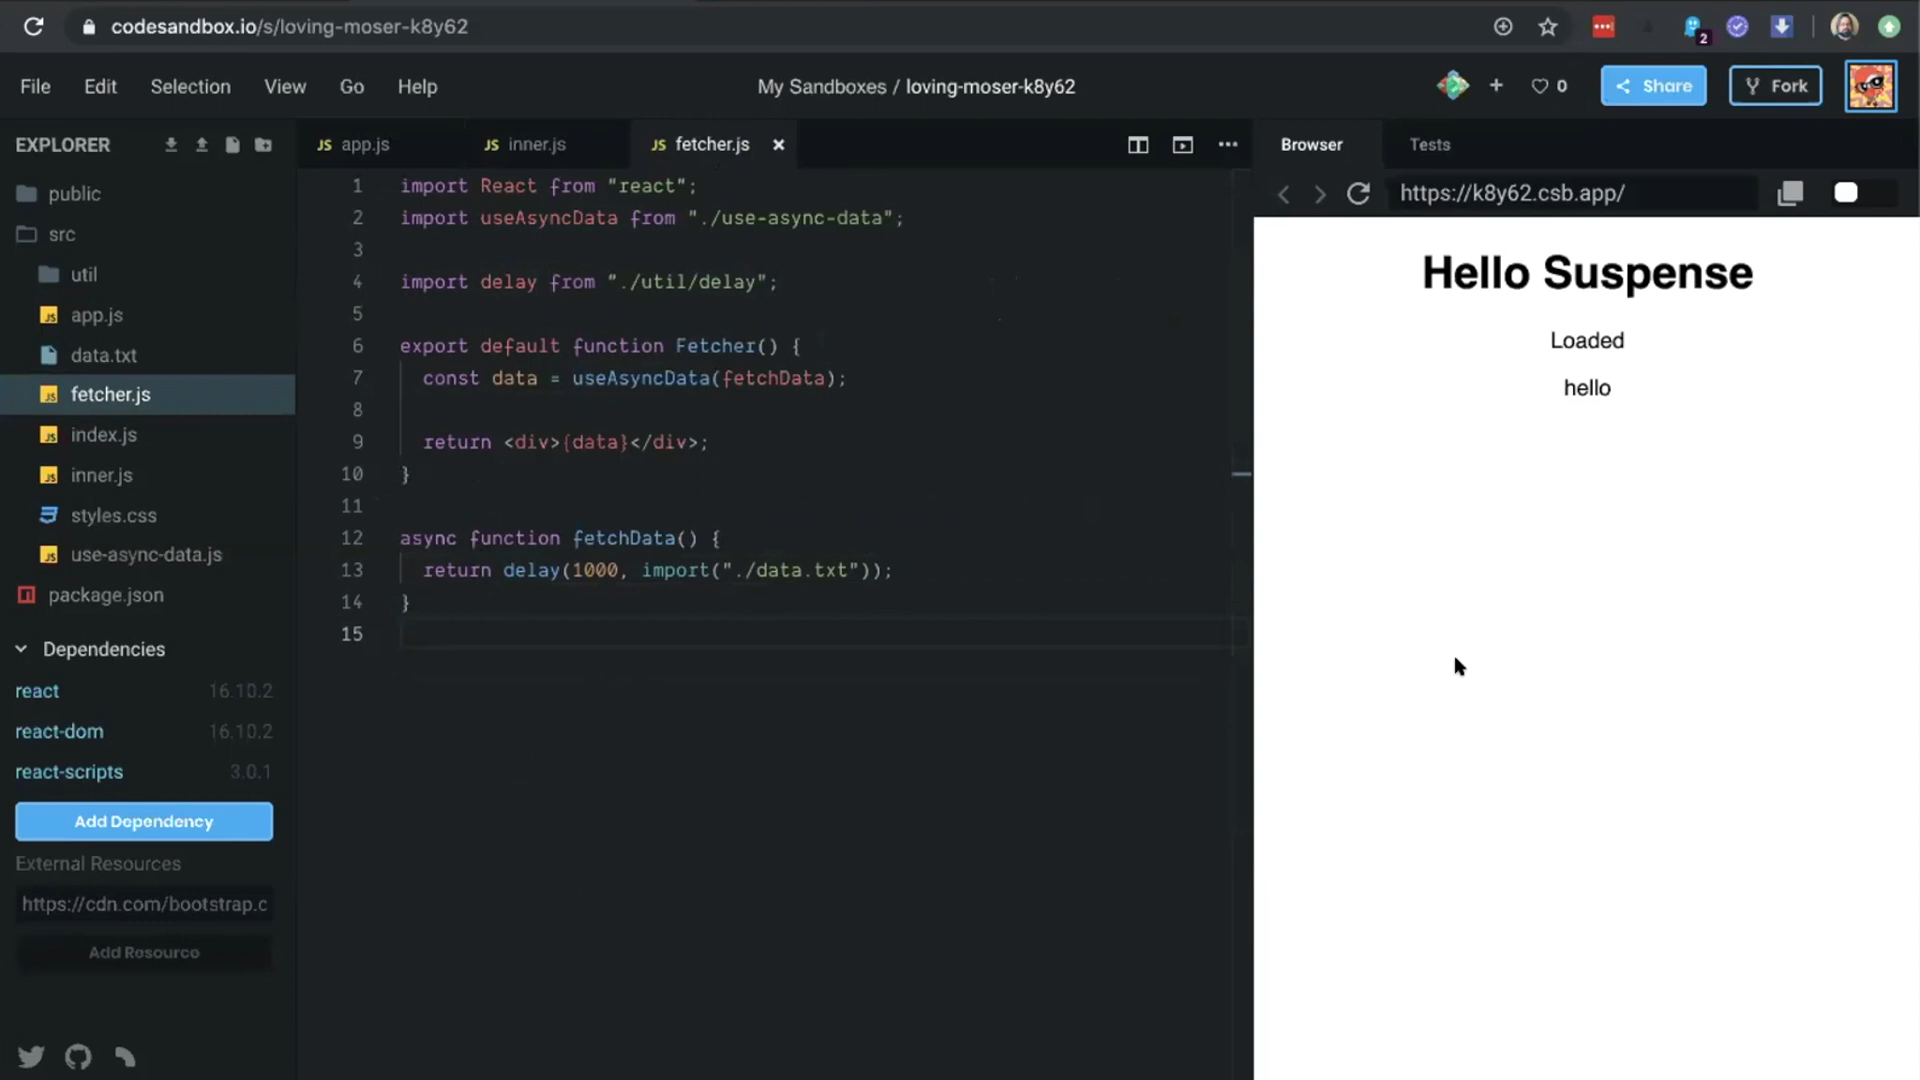 codesandbox.io/s/loving-moser-k8y62
2
File Edit Selection View Go Help
My Sandboxes / loving-moser-k8y62
0
Share
Fork
EXPLORER
public
src
util
app.js
data.txt
fetcher.js
index.js
inner.js
styles.css
use-async-data.js
package.json
Dependencies
react 16.10.2
react-dom 16.10.2
react-scripts 3.0.1
Add Dependency
External Resources
https://cdn.com/bootstrap.c
Add Resource
JS app.js
JS inner.js
JS fetcher.js
1 import React from "react";
2 import useAsyncData from "./use-async-data";
3
4 import delay from "./util/delay";
5
6 export default function Fetcher() {
7 const data = useAsyncData(fetchData);
8
9 return <div>{data}</div>;
10 }
11
12 async function fetchData() {
13 return delay(1000, import("./data.txt"));
14 }
15
Browser
Tests
https://k8y62.csb.app/
Hello Suspense
Loaded
hello